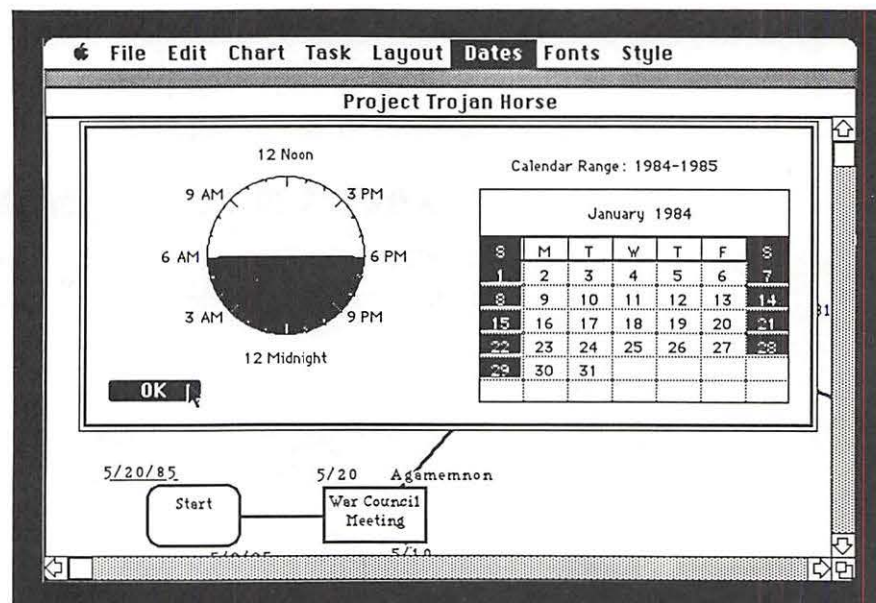 File Edit Chart Task Layout Dates Fonts Style
Project Trojan Horse
12 Noon
9 AM 3 PM
6 AM 6 PM
3 AM 9 PM
12 Midnight
OK
Calendar Range: 1984-1985
January 1984
S M T W T F S
1 2 3 4 5 6 7
8 9 10 11 12 13 14
15 16 17 18 19 20 21
22 23 24 25 26 27 28
29 30 31
5/20/85 5/20 Agamemnon
Start
War Council
Meeting
5/10